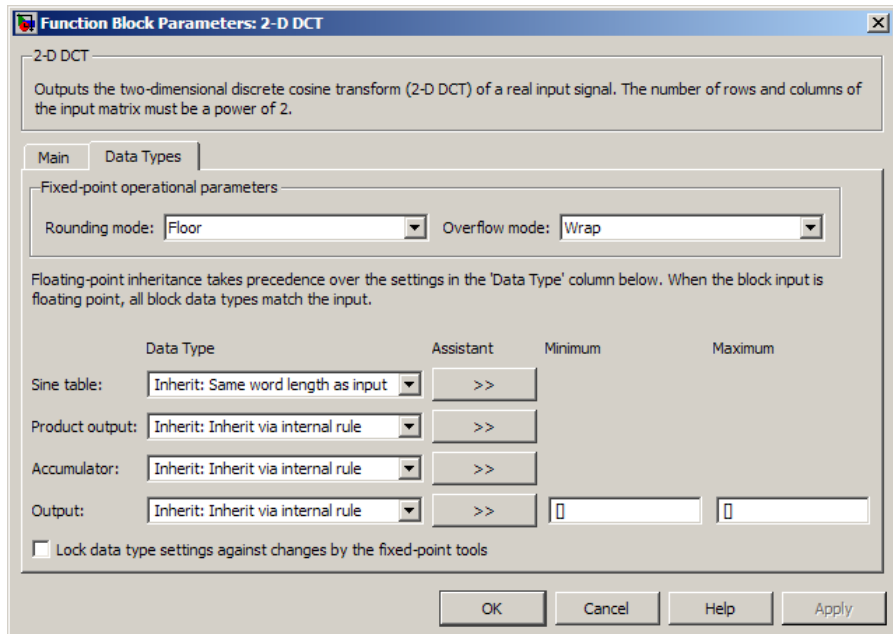 Function Block Parameters: 2-D DCT
2-D DCT
Outputs the two-dimensional discrete cosine transform (2-D DCT) of a real input signal. The number of rows and columns of
the input matrix must be a power of 2.
Main Data Types
Fixed-point operational parameters
Rounding mode: Floor Overflow mode: Wrap
Floating-point inheritance takes precedence over the settings in the 'Data Type' column below. When the block input is
floating point, all block data types match the input.
Data Type Assistant Minimum Maximum
Sine table: Inherit: Same word length as input >>
Product output: Inherit: Inherit via internal rule >>
Accumulator: Inherit: Inherit via internal rule >>
Output: Inherit: Inherit via internal rule >> [] []
Lock data type settings against changes by the fixed-point tools
OK Cancel Help Apply